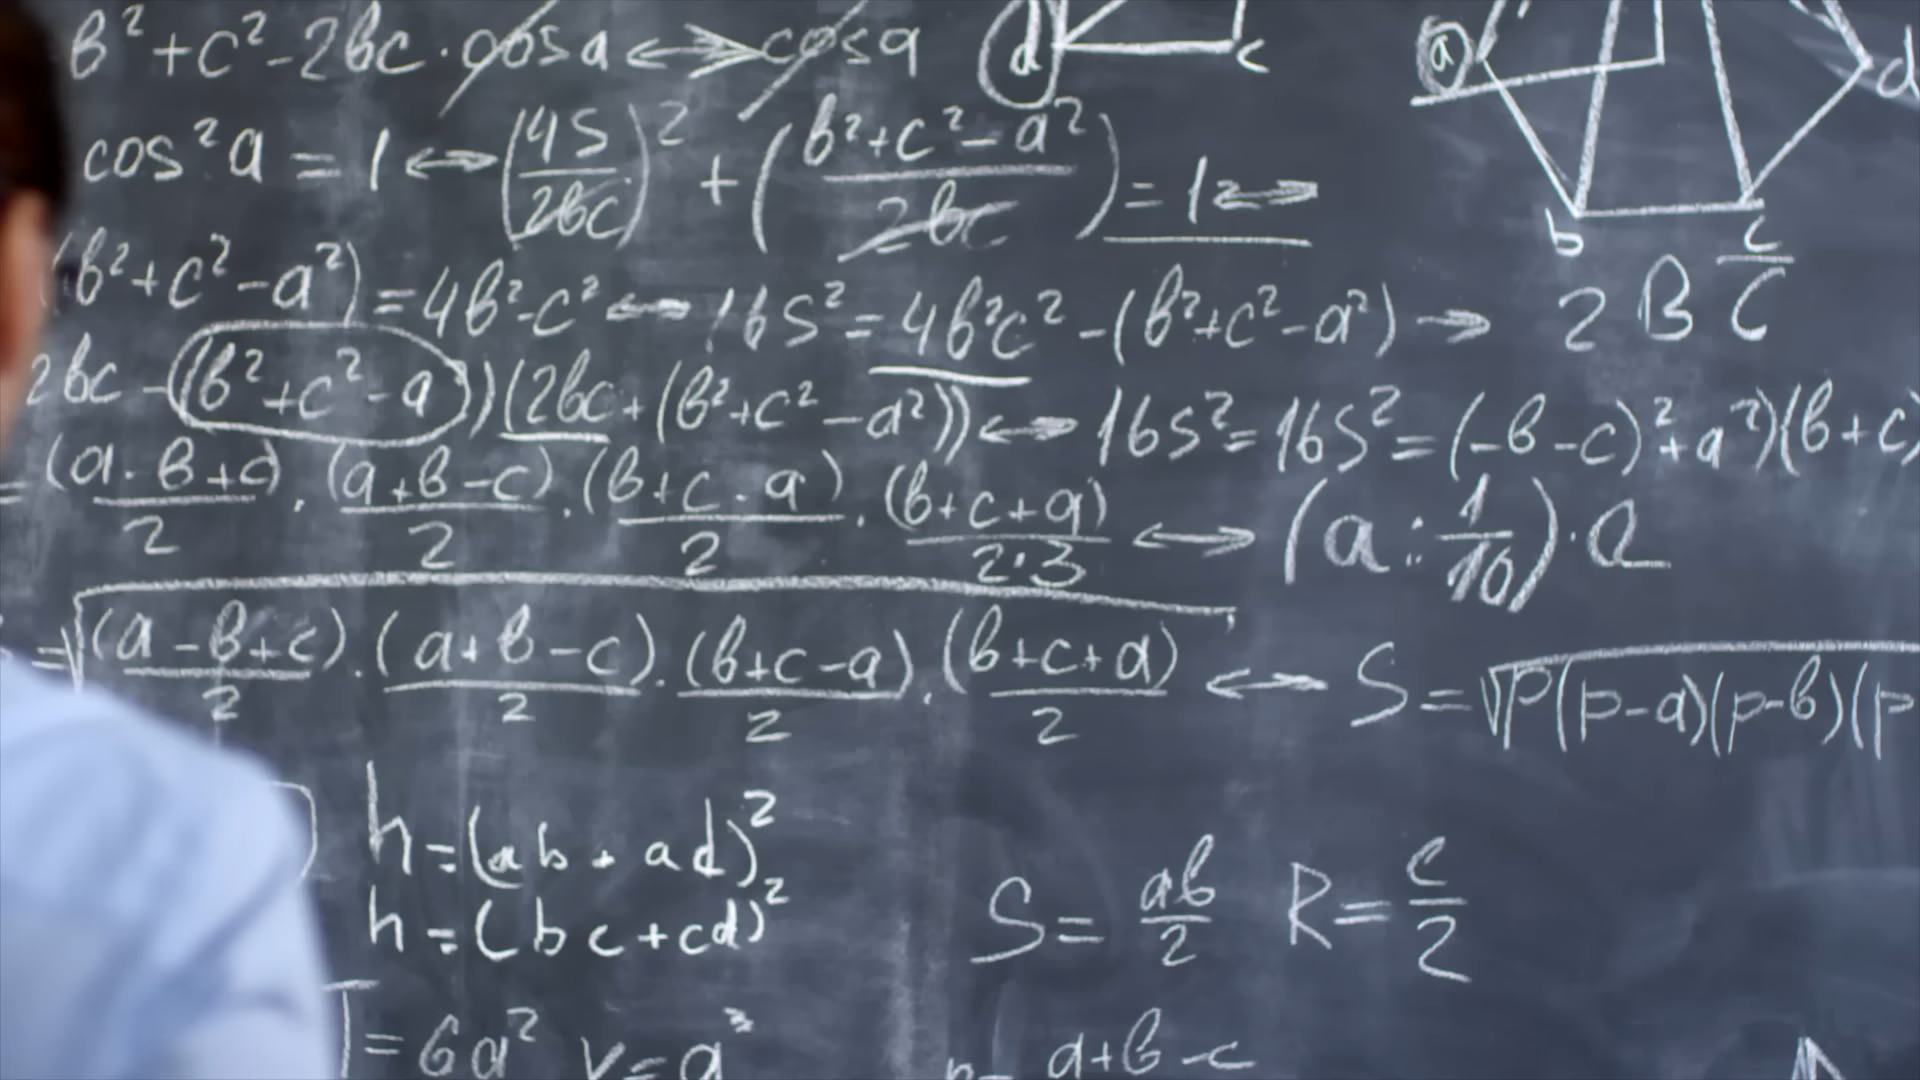 b²+c²-2bc·cosa ↔ cosa
d c
a d b c
cos²a = 1 ↔ (4S/2bc)² + (b²+c²-a²/2bc) = 1 ↔
(b²+c²-a²) = 4b²-c² ↔ 16S² = 4b²c² -(b²+c²-a²) →
2 B C
2bc -(b²+c²-a))(2bc+(b²+c²-a²)) ↔ 16S² = 16S² = (-b-c)²+a²)(b+c)
= (a-b+c)/2 · (a+b-c)/2 · (b+c-a)/2 · (b+c+a)/2·3 ↔ (a : 1/10)·a
= √(a-b+c)/2 · (a+b-c)/2 · (b+c-a)/2 · (b+c+a)/2 ↔ S = √p(p-a)(p-b)(p
h=(ab+ad)²
h=(bc+cd)²
S = ab/2 R = c/2
= 6a² V = a³
a+b-c